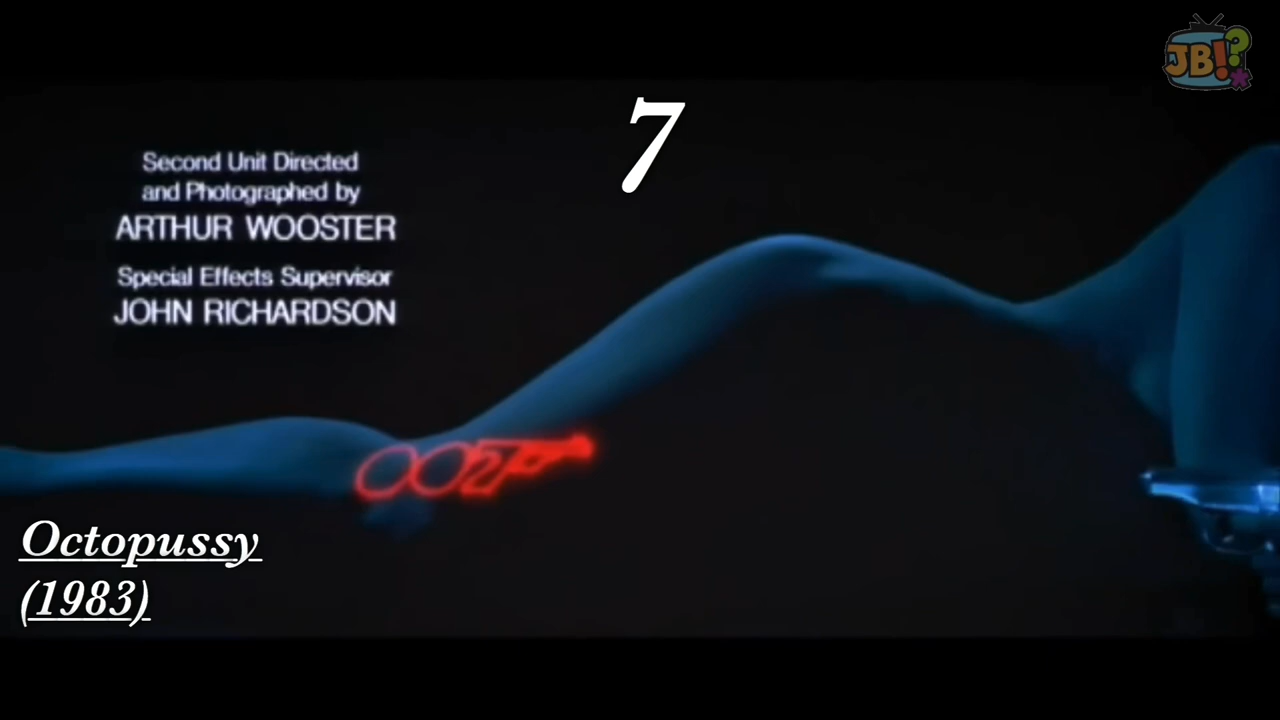 JB!?*
7
Second Unit Directed
and Photographed by
ARTHUR WOOSTER
Special Effects Supervisor
JOHN RICHARDSON
007
Octopussy
(1983)